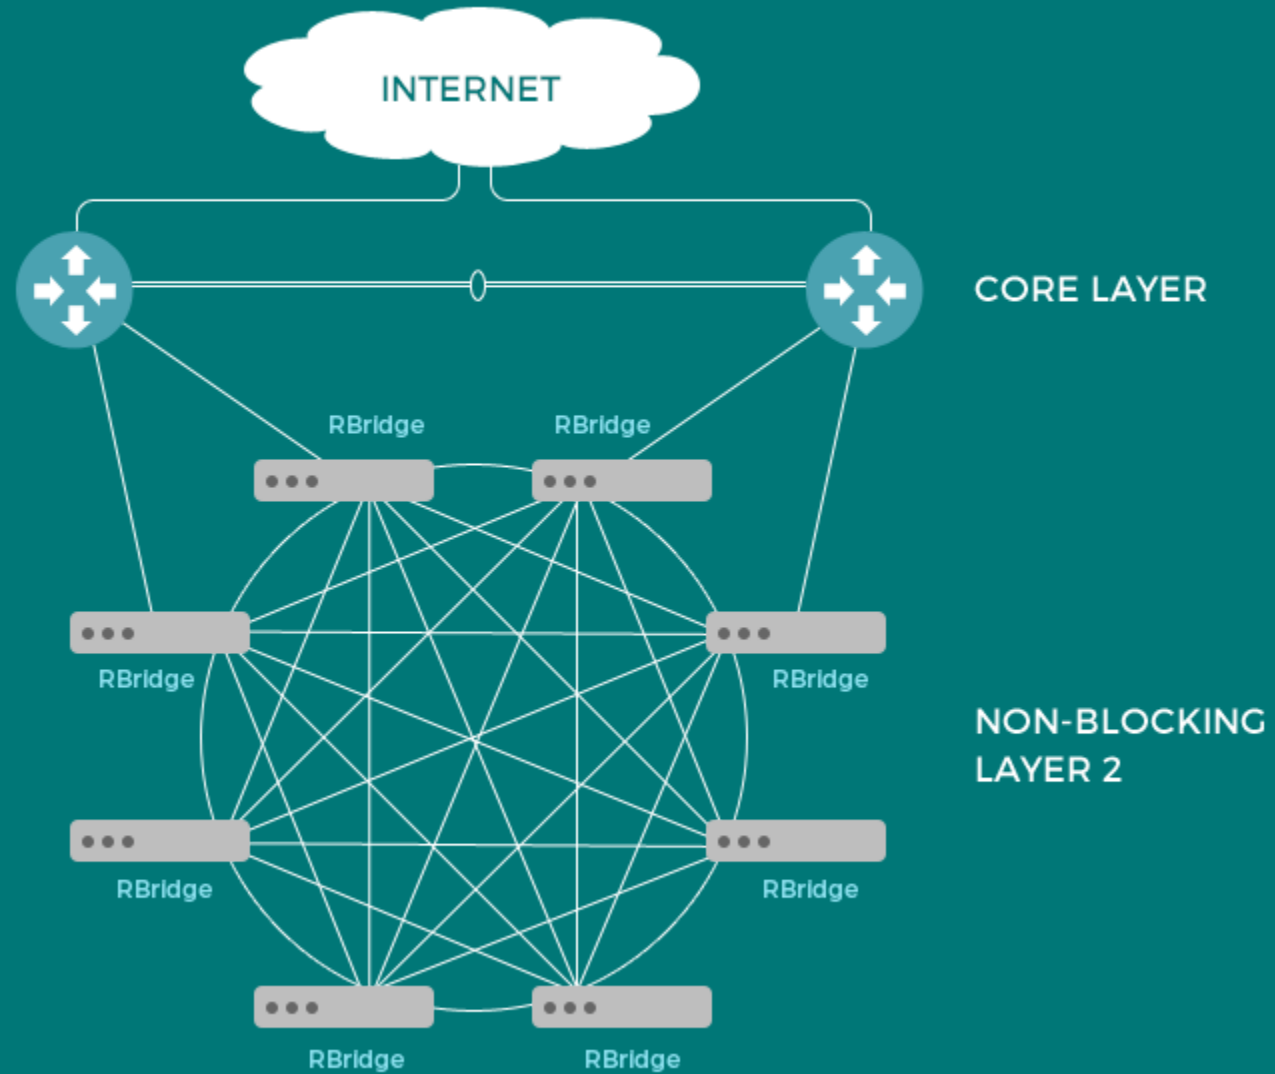 INTERNET
CORE LAYER
RBridge
RBridge
RBridge
RBridge
NON-BLOCKING
LAYER 2
RBridge
RBridge
RBridge
RBridge